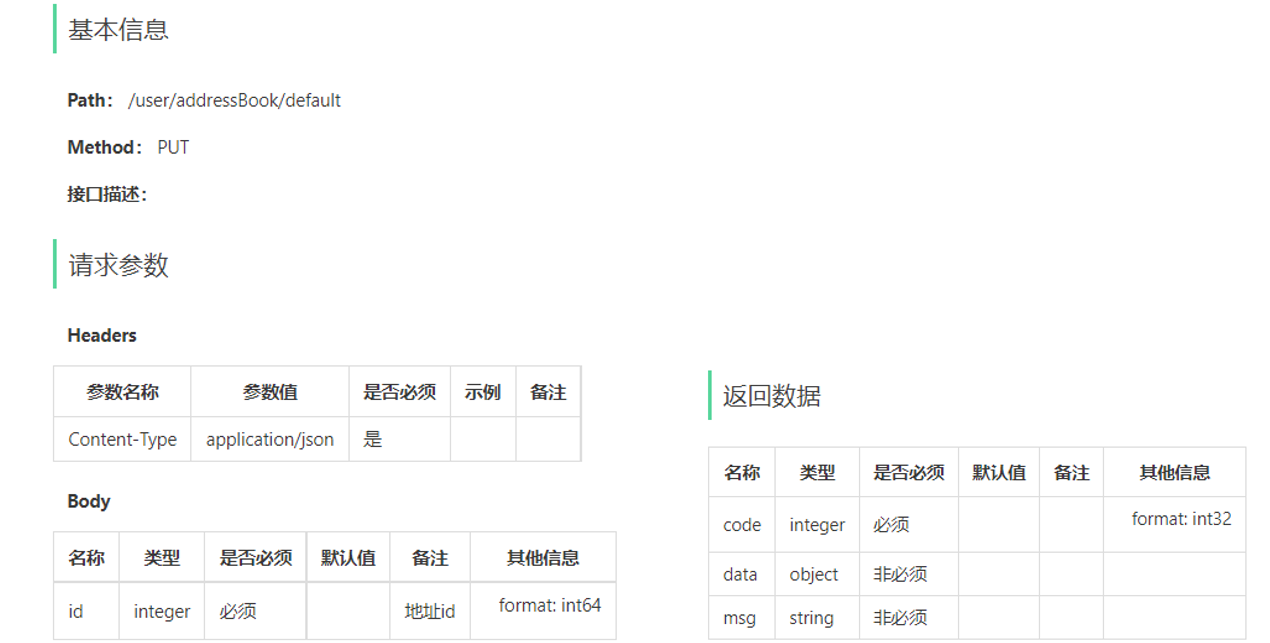 基本信息
Path： /user/addressBook/default
Method： PUT
接口描述：
请求参数
Headers
参数名称 参数值 是否必须 示例 备注
Content-Type application/json 是
Body
名称 类型 是否必须 默认值 备注 其他信息
id integer 必须 地址id format: int64
返回数据
名称 类型 是否必须 默认值 备注 其他信息
code integer 必须 format: int32
data object 非必须
msg string 非必须